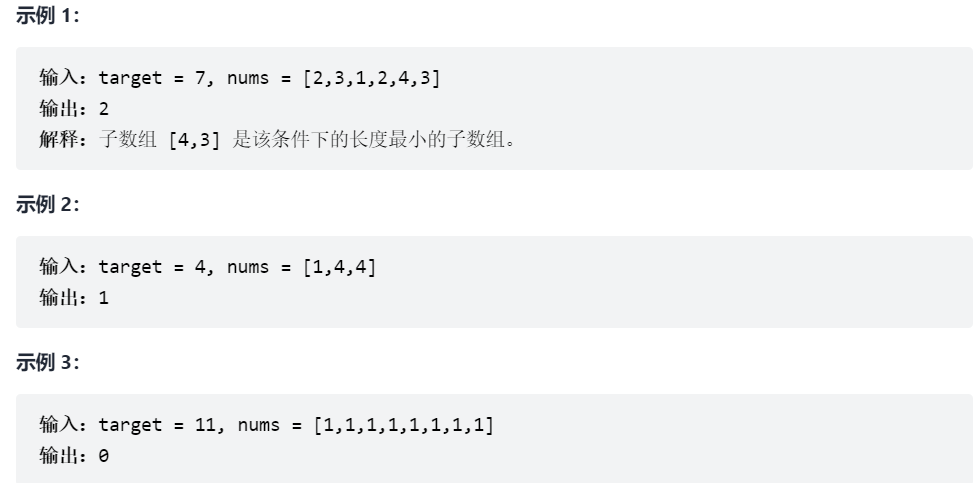 示例 1：
输入：target = 7, nums = [2,3,1,2,4,3]
输出：2
解释：子数组 [4,3] 是该条件下的长度最小的子数组。
示例 2：
输入：target = 4, nums = [1,4,4]
输出：1
示例 3：
输入：target = 11, nums = [1,1,1,1,1,1,1,1]
输出：0